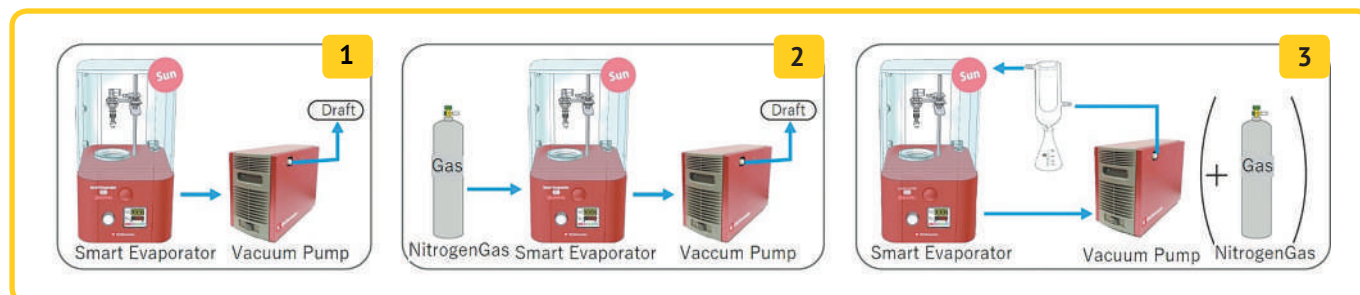 1
Sun
Draft
Smart Evaporator
Vacuum Pump
2
Sun
Draft
Gas
NitrogenGas
Smart Evaporator
Vaccum Pump
3
Sun
Gas
+
Smart Evaporator
Vacuum Pump
NitrogenGas